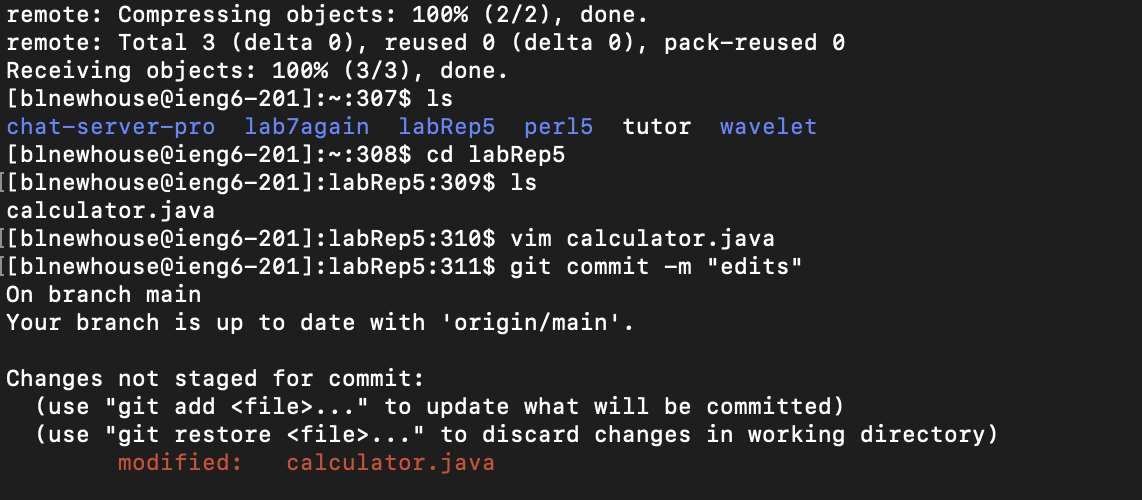 remote: Compressing objects: 100% (2/2), done.
remote: Total 3 (delta 0), reused 0 (delta 0), pack-reused 0
Receiving objects: 100% (3/3), done.
[blnewhouse@ieng6-201]:~:307$ ls
chat-server-pro  lab7again  labRep5  perl5  tutor  wavelet
[blnewhouse@ieng6-201]:~:308$ cd labRep5
[[blnewhouse@ieng6-201]:labRep5:309$ ls
calculator.java
[[blnewhouse@ieng6-201]:labRep5:310$ vim calculator.java
[[blnewhouse@ieng6-201]:labRep5:311$ git commit -m "edits"
On branch main
Your branch is up to date with 'origin/main'.

Changes not staged for commit:
  (use "git add <file>..." to update what will be committed)
  (use "git restore <file>..." to discard changes in working directory)
        modified:   calculator.java